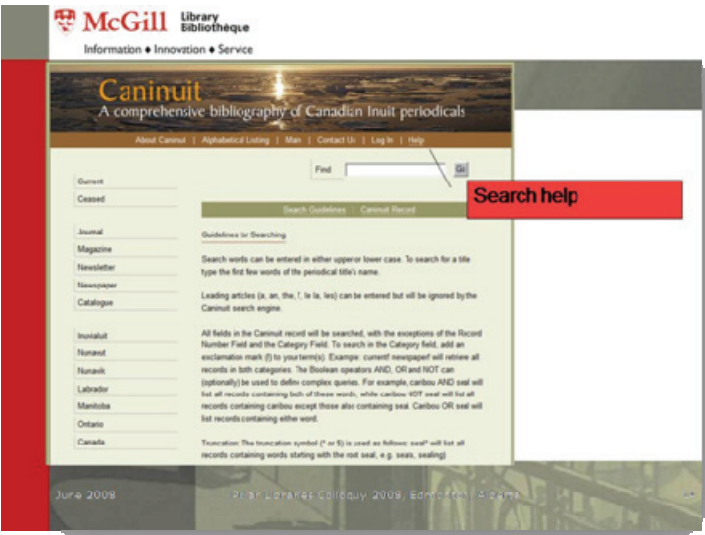 McGill Library
Bibliothèque
Information ♦ Innovation ♦ Service
Caninuit
A comprehensive bibliography of Canadian Inuit periodicals
About Caninuit | Alphabetical Listing | Main | Contact Us | Log In | Help
Find Go
Search help
Current
Ceased
Journal
Magazine
Newsletter
Newspaper
Catalogue
Inuvialuit
Nunavut
Nunavik
Labrador
Manitoba
Ontario
Canada
Search Guidelines | Caninuit Record
Guidelines for Searching
Search words can be entered in either upper or lower case. To search for a title
type the first few words of the periodical title's name.
Leading articles (a, an, the, l', le la, les) can be entered but will be ignored by the
Caninuit search engine.
All fields in the Caninuit record will be searched, with the exceptions of the Record
Number Field and the Category Field. To search in the Category field, add an
exclamation mark (!) to your term(s). Example: current! newspaper! will retrieve all
records in both categories. The Boolean operators AND, OR and NOT can
(optionally) be used to define complex queries. For example, caribou AND seal will
list all records containing both of these words, while caribou NOT seal will list all
records containing caribou except those also containing seal. Caribou OR seal will
list records containing either word.
Truncation: The truncation symbol (* or $) is used as follows: seal* will list all
records containing words starting with the root seal, e.g. seals, sealing)
June 2008
Polar Libraries Colloquy 2008, Edmonton, Alberta